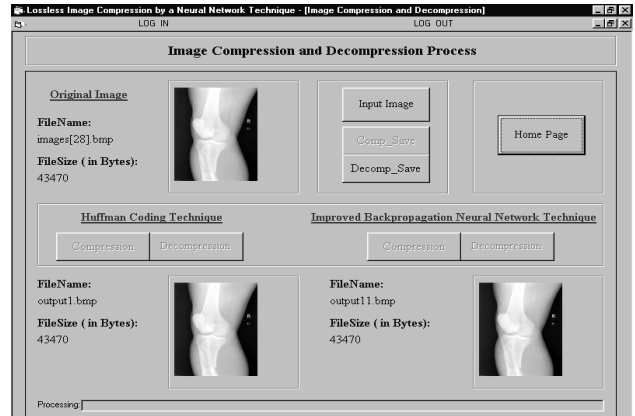 Lossless Image Compression by a Neural Network Technique - [Image Compression and Decompression]
LOG IN LOG OUT
Image Compression and Decompression Process
Original Image
FileName:
images[28].bmp
FileSize ( in Bytes):
43470
Input Image
Comp_Save
Decomp_Save
Home Page
Huffman Coding Technique
Compression Decompression
Improved Backpropagation Neural Network Technique
Compression Decompression
FileName:
output1.bmp
FileSize ( in Bytes):
43470
FileName:
output11.bmp
FileSize ( in Bytes):
43470
Processing: